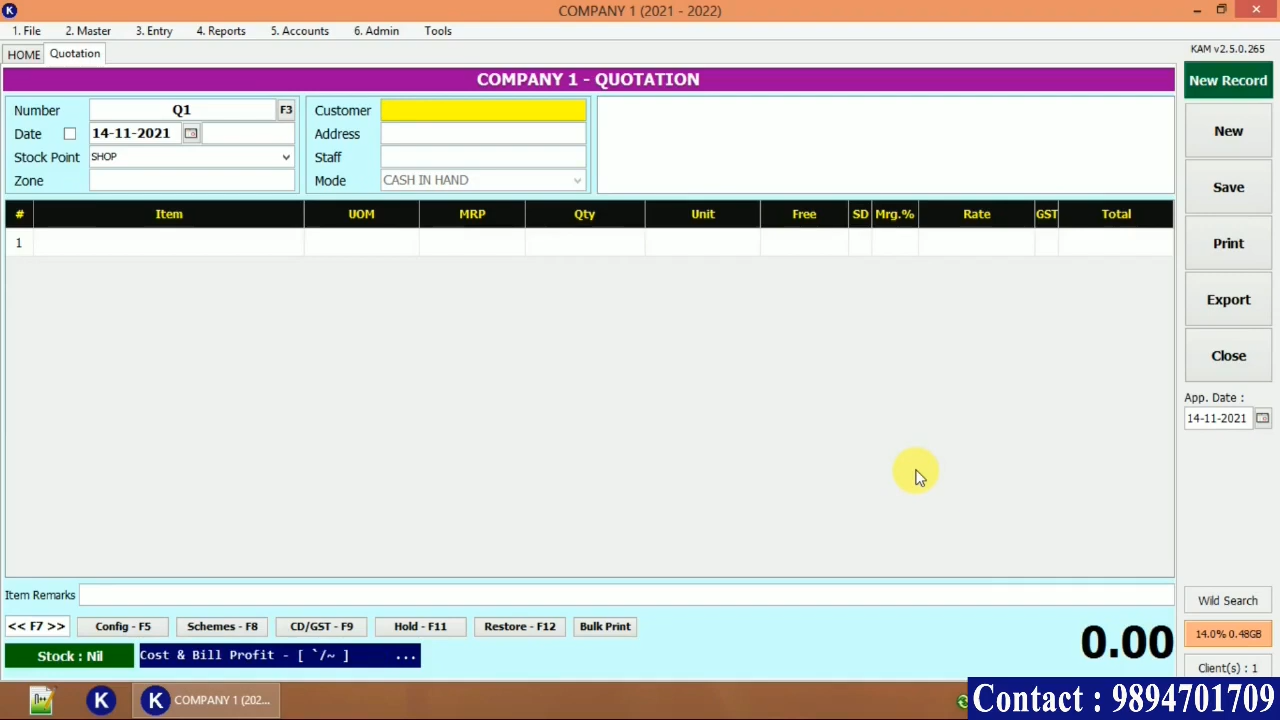 K
COMPANY 1 (2021 - 2022)
1. File 2. Master 3. Entry 4. Reports 5. Accounts 6. Admin Tools
HOME Quotation
KAM v2.5.0.265
COMPANY 1 - QUOTATION
New Record
Number Q1 F3
Date 14-11-2021
Stock Point SHOP
Zone
Customer
Address
Staff
Mode CASH IN HAND
New
Save
Print
Export
Close
# Item UOM MRP Qty Unit Free SD Mrg.% Rate GST Total
1
App. Date :
14-11-2021
Item Remarks
<< F7 >> Config - F5 Schemes - F8 CD/GST - F9 Hold - F11 Restore - F12 Bulk Print
Stock : Nil Cost & Bill Profit - [ `/~ ] ...
0.00
Wild Search
14.0% 0.48GB
Client(s) : 1
n++ K K COMPANY 1 (202...
Contact : 9894701709